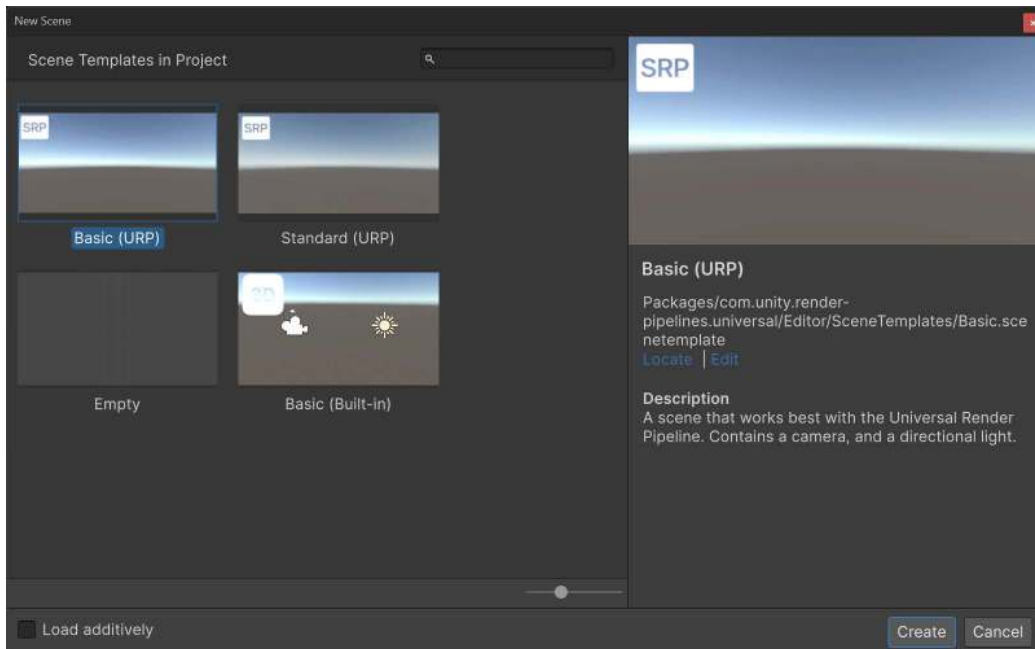 New Scene
Scene Templates in Project
SRP
SRP
Basic (URP)
Standard (URP)
3D
Empty
Basic (Built-in)
SRP
Basic (URP)
Packages/com.unity.render-
pipelines.universal/Editor/SceneTemplates/Basic.sce
netemplate
Locate | Edit
Description
A scene that works best with the Universal Render
Pipeline. Contains a camera, and a directional light.
Load additively
Create
Cancel